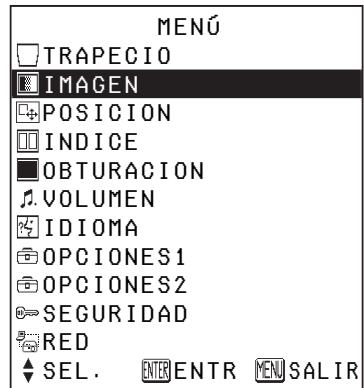 MENÚ
TRAPECIO
IMAGEN
POSICION
INDICE
OBTURACION
VOLUMEN
IDIOMA
OPCIONES1
OPCIONES2
SEGURIDAD
RED
SEL. ENTER ENTR MENU SALIR